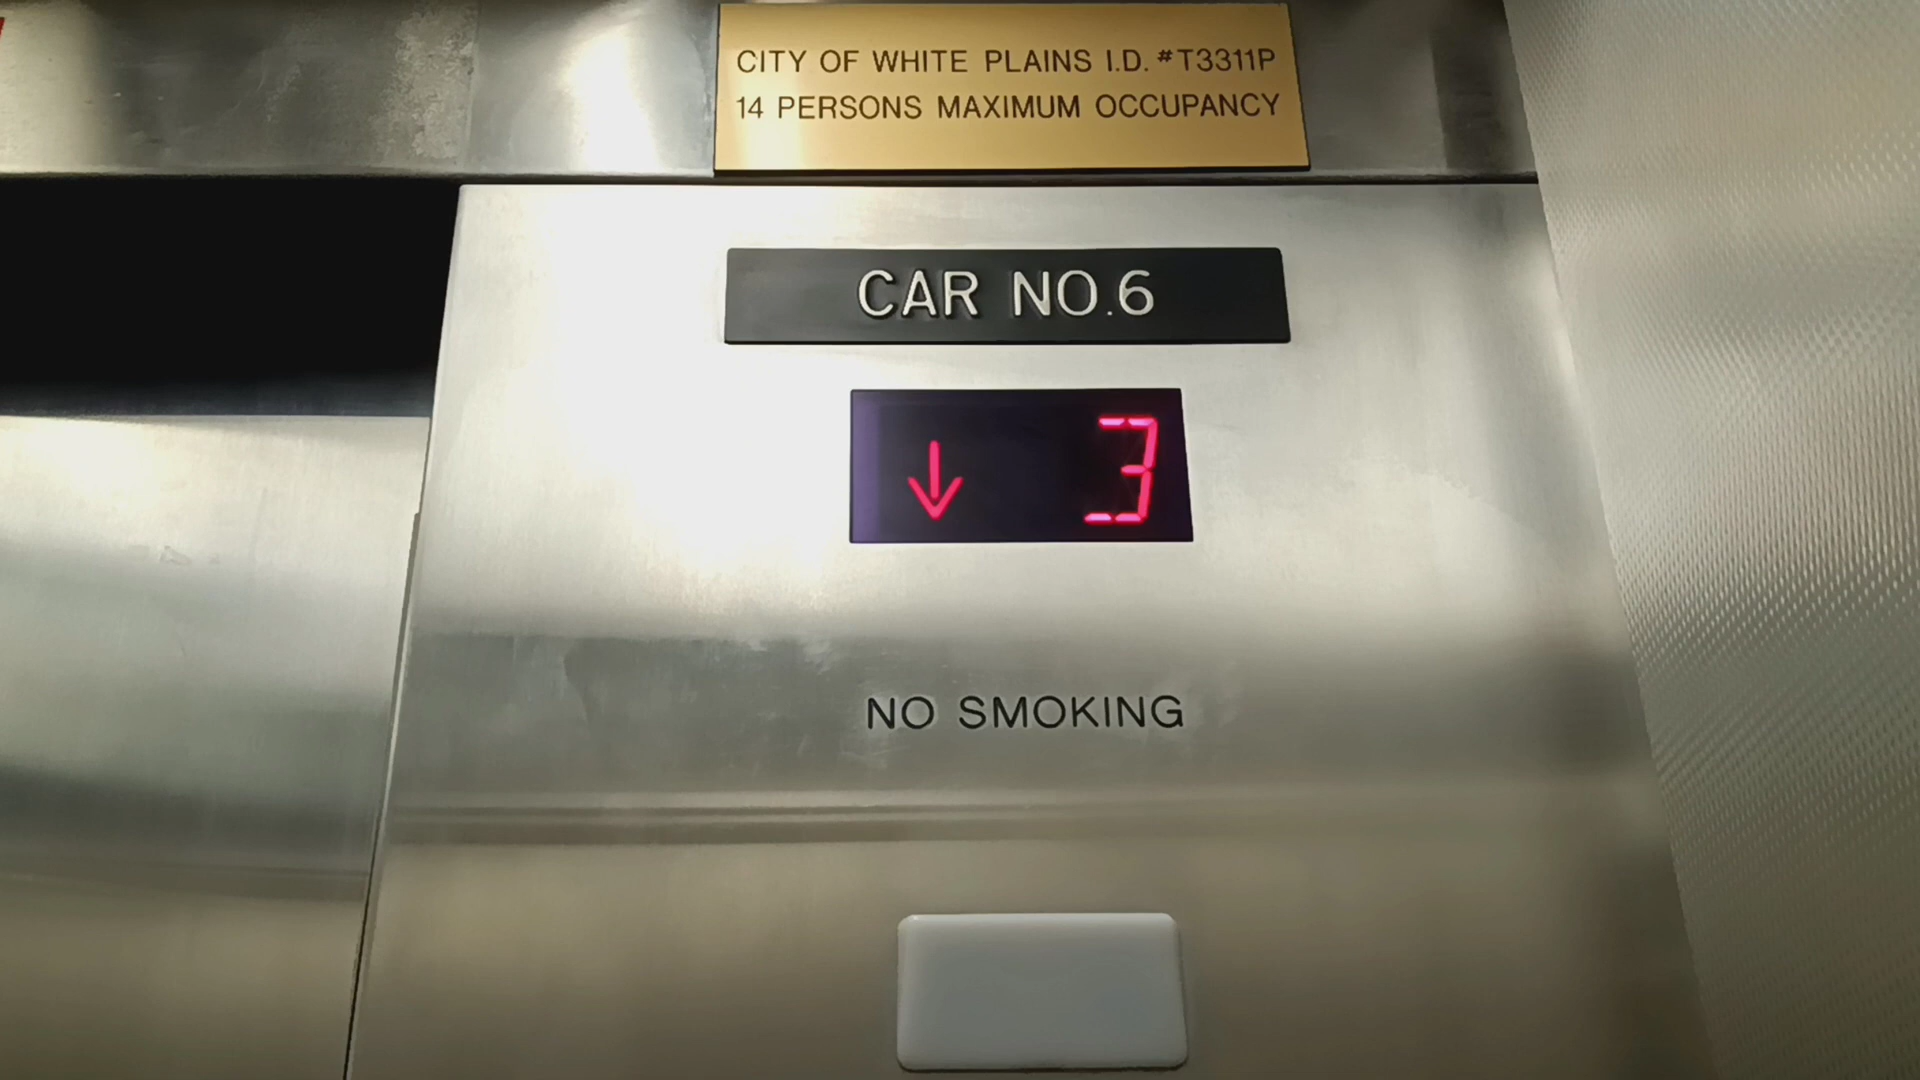 CITY OF WHITE PLAINS I.D. #T3311P
14 PERSONS MAXIMUM OCCUPANCY
CAR NO.6
↓ 3
NO SMOKING